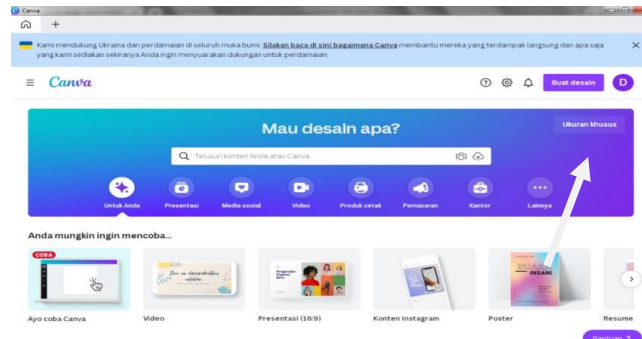 Canva
Kami mendukung Ukraina dan perdamaian di seluruh muka bumi. Silakan baca di sini bagaimana Canva membantu mereka yang terdampak langsung dan apa saja
yang kami sediakan sekiranya Anda ingin menyuarakan dukungan untuk perdamaian.
Canva
Buat desain
D
Mau desain apa?
Ukuran khusus
Telusuri konten Anda atau Canva
Untuk Anda
Presentasi
Media sosial
Video
Produk cetak
Pemasaran
Kantor
Lainnya
Anda mungkin ingin mencoba...
COBA
INSANI
Ayo coba Canva
Video
Presentasi (16:9)
Konten Instagram
Poster
Resume
Bantuan ?